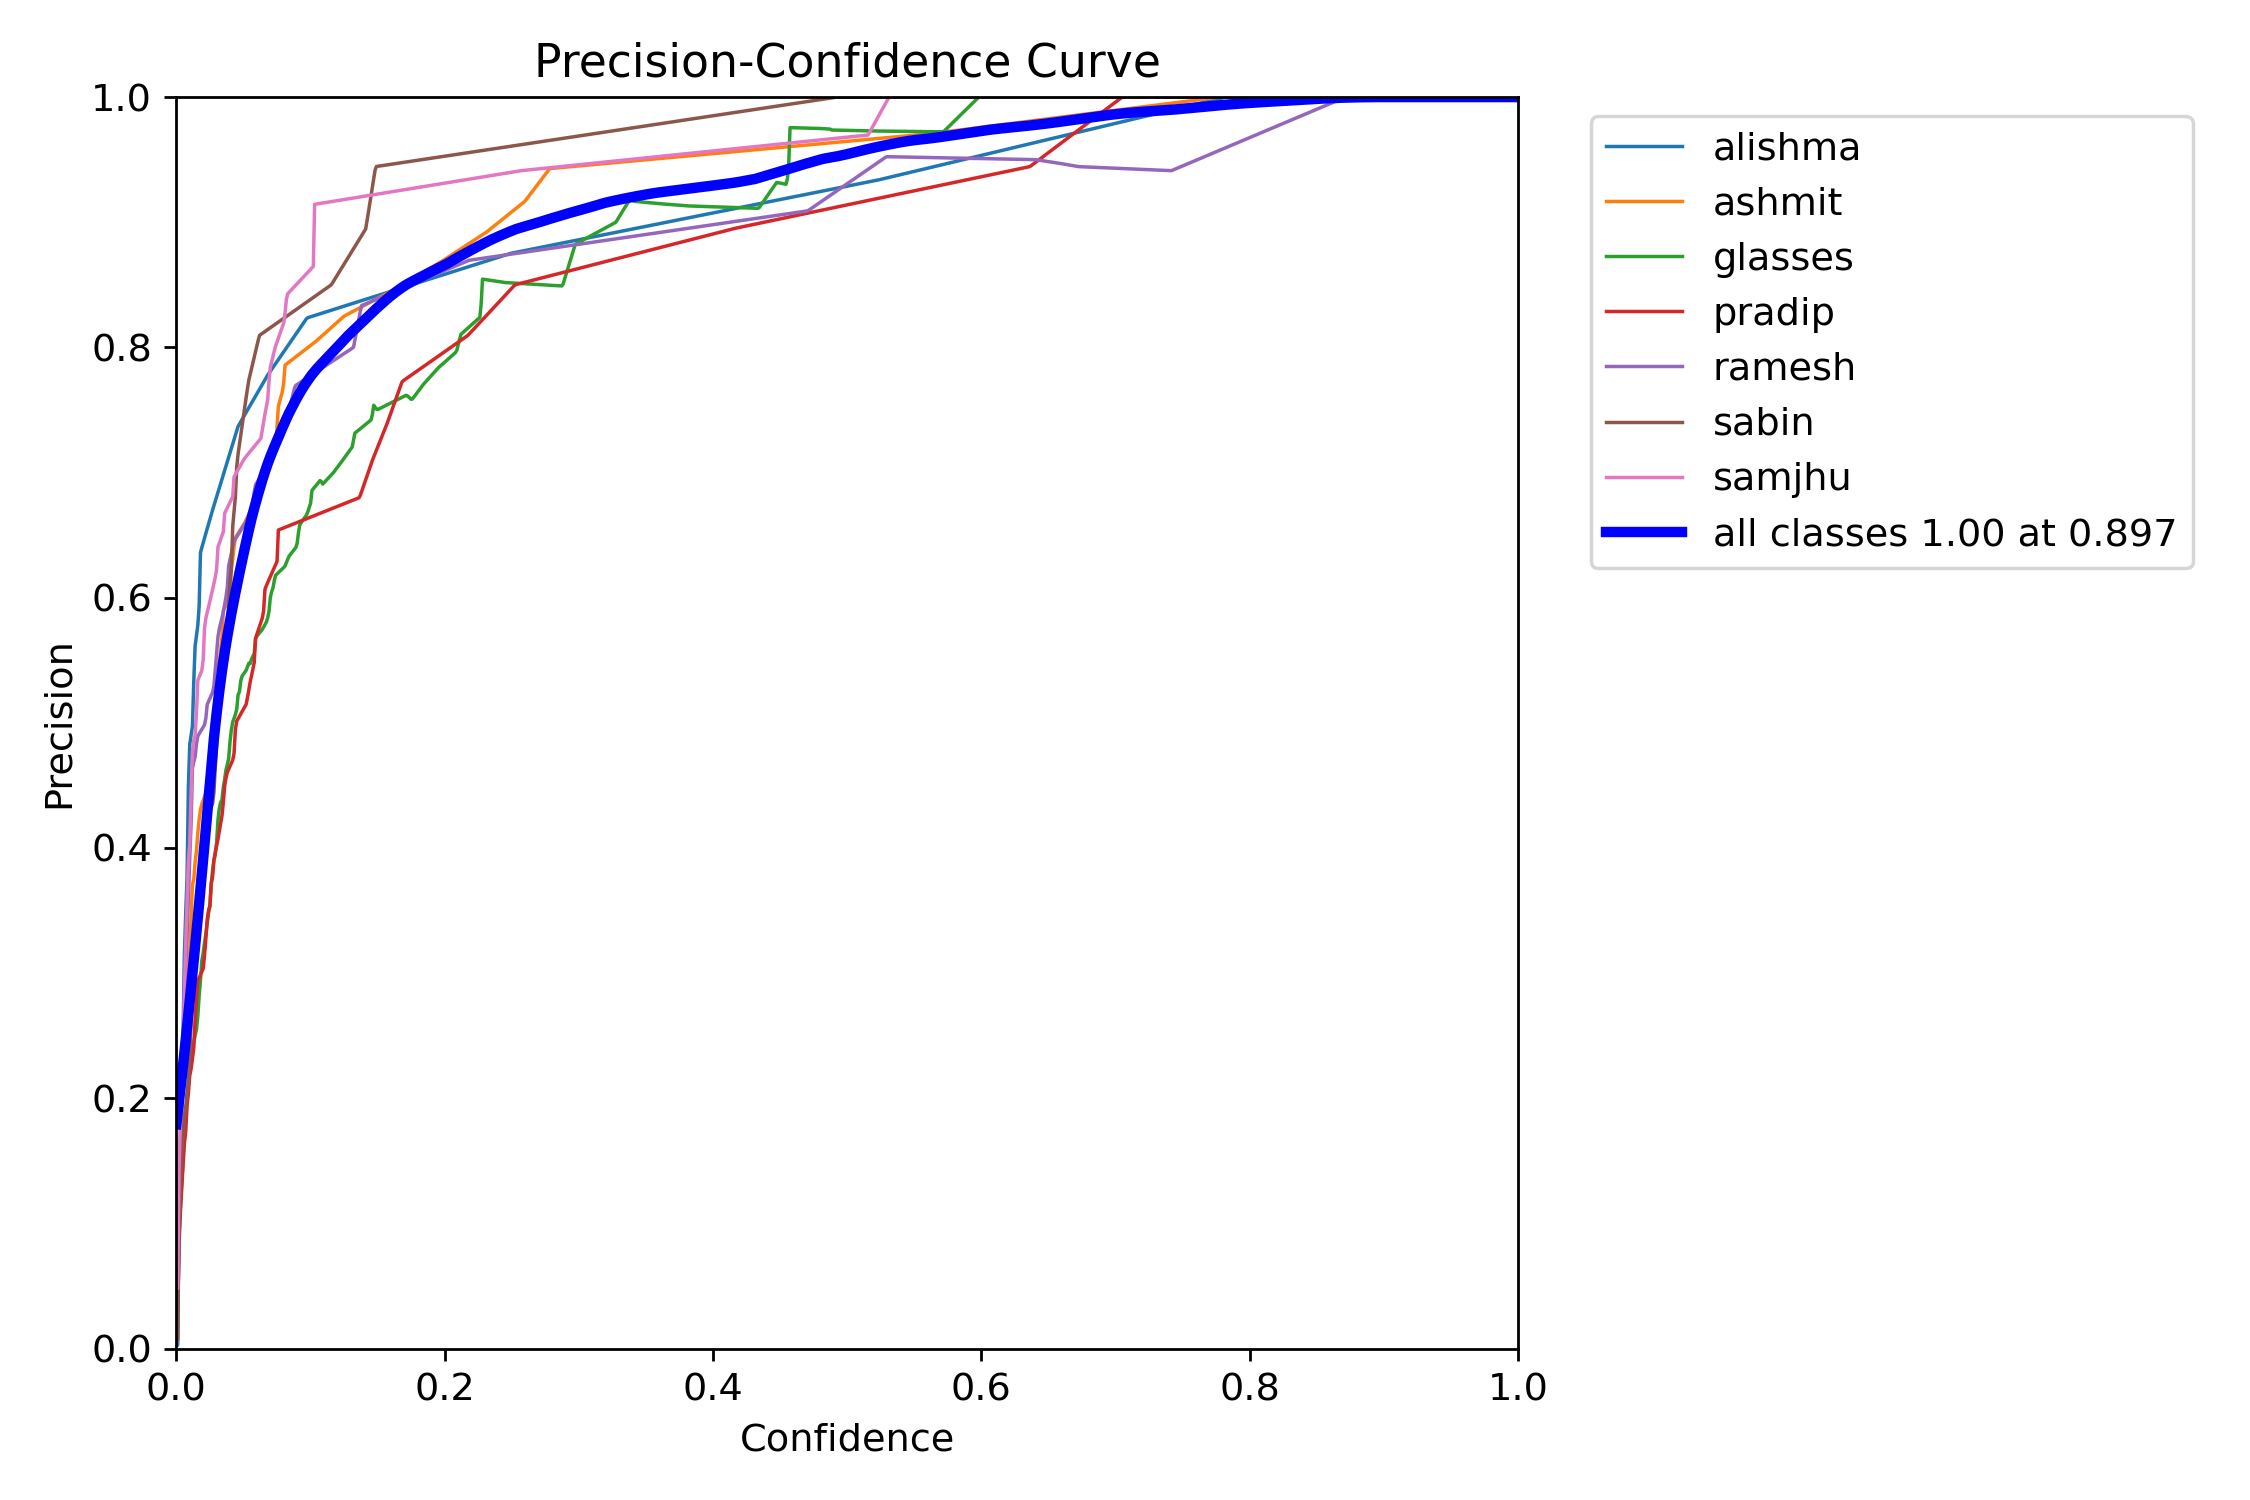 Precision-Confidence Curve
1.0
0.8
0.6
0.4
0.2
0.0
Precision
0.0 0.2 0.4 0.6 0.8 1.0
Confidence
alishma
ashmit
glasses
pradip
ramesh
sabin
samjhu
all classes 1.00 at 0.897